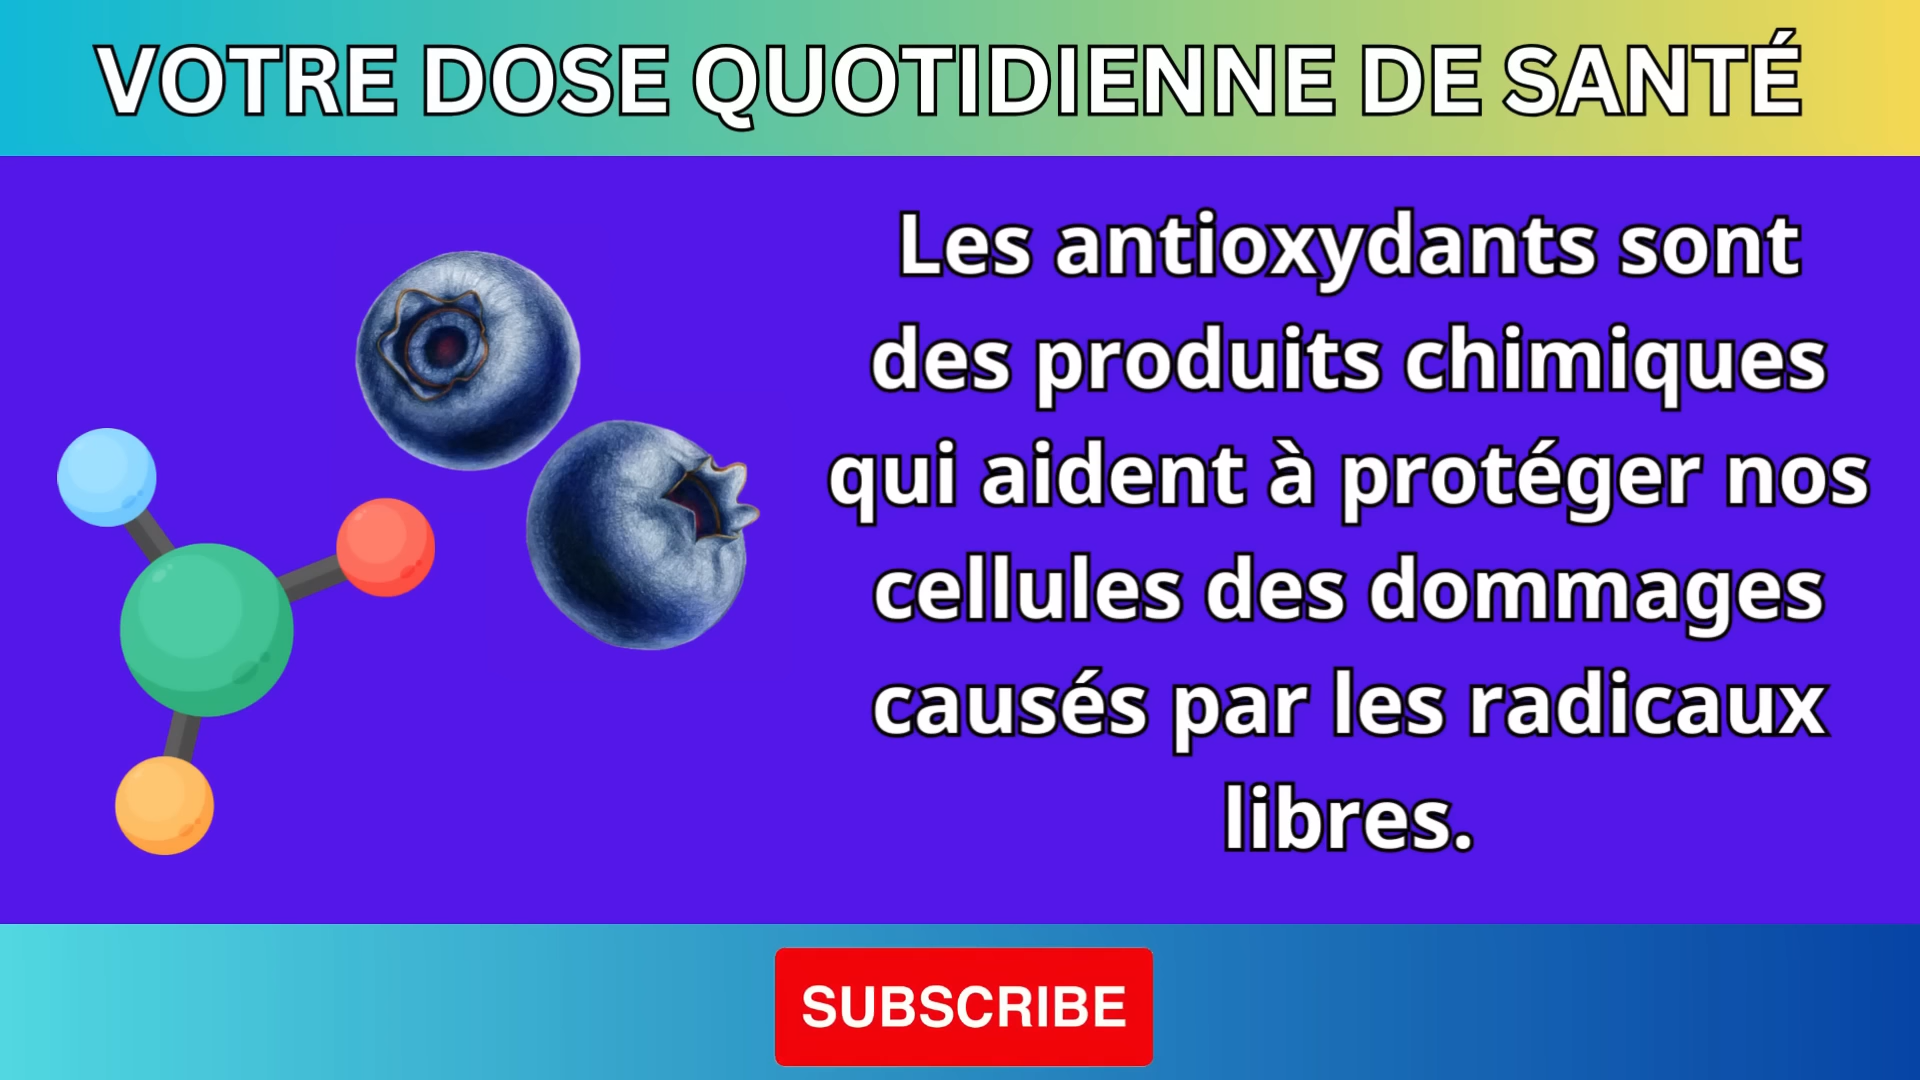 VOTRE DOSE QUOTIDIENNE DE SANTÉ
Les antioxydants sont
des produits chimiques
qui aident à protéger nos
cellules des dommages
causés par les radicaux
libres.
SUBSCRIBE